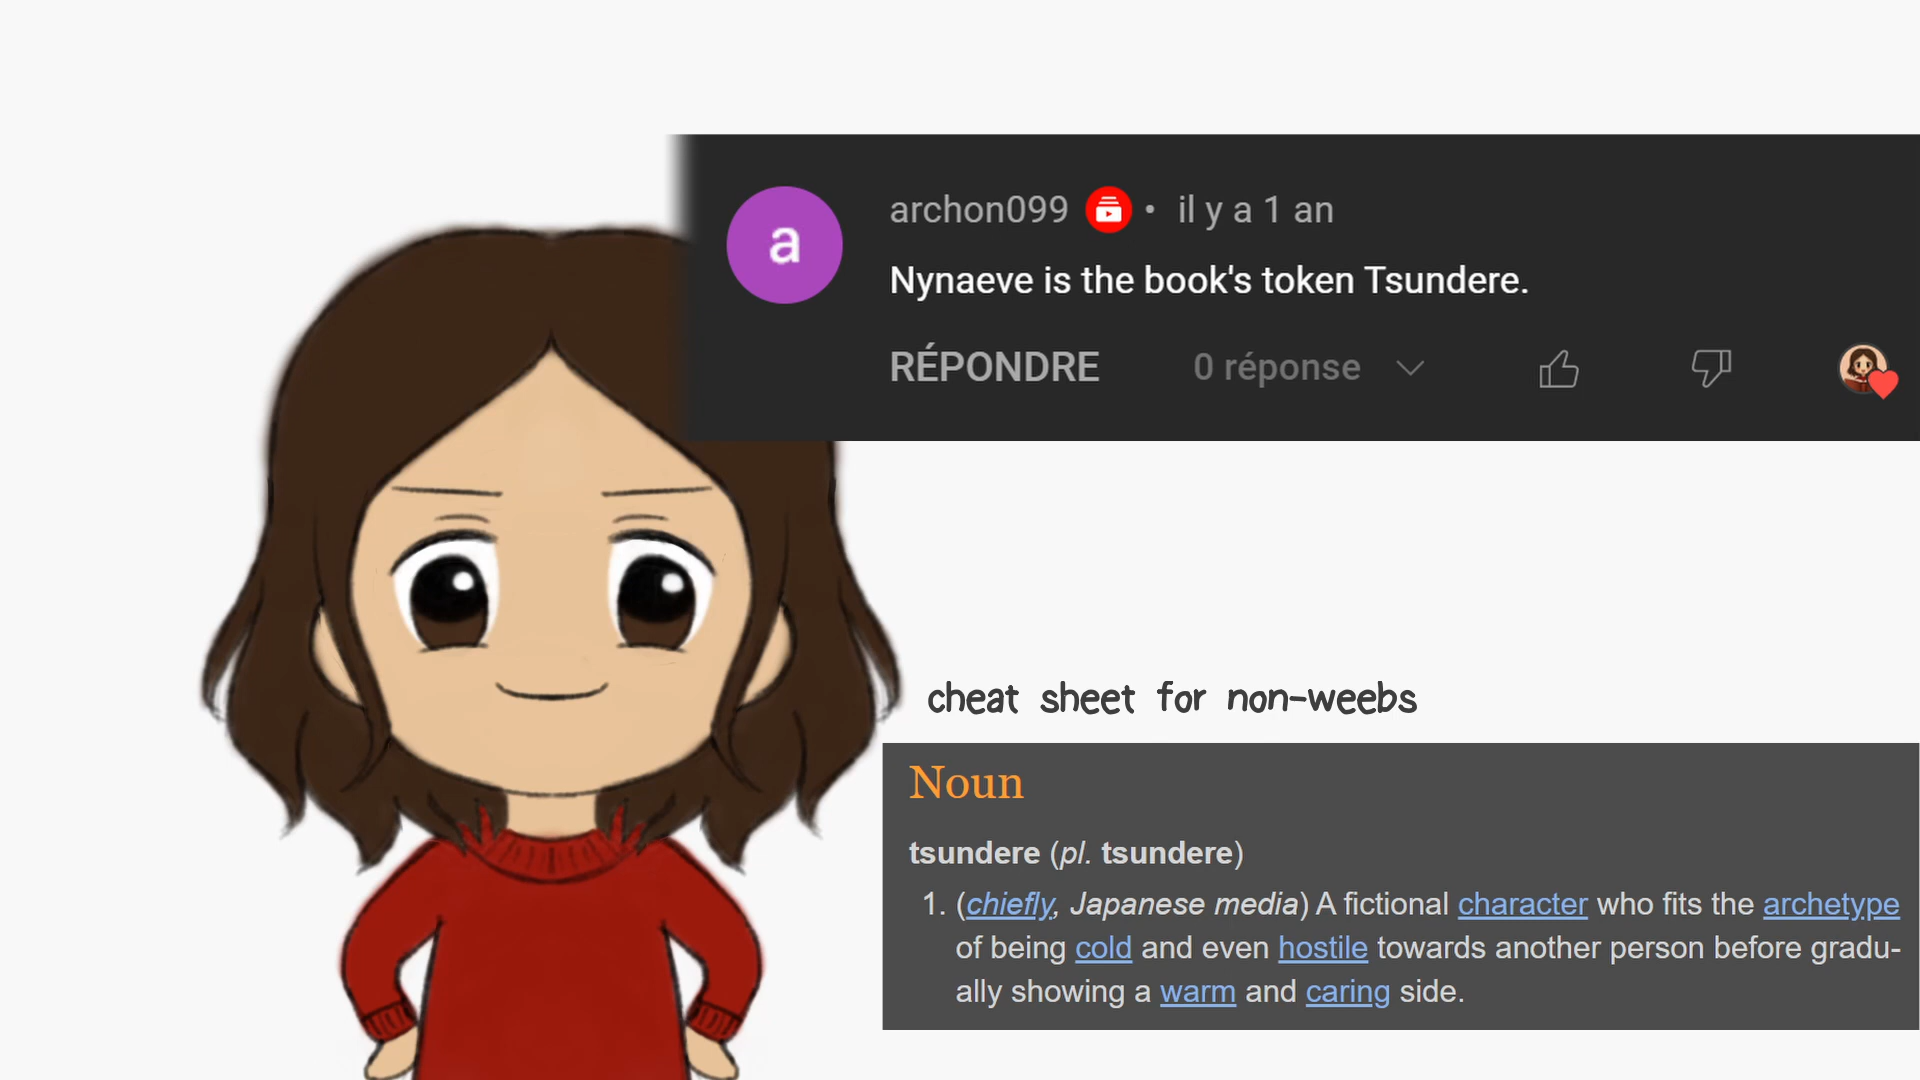 a
archon099 • il y a 1 an
Nynaeve is the book's token Tsundere.
RÉPONDRE 0 réponse
cheat sheet for non-weebs
Noun
tsundere (pl. tsundere)
1. (chiefly, Japanese media) A fictional character who fits the archetype
of being cold and even hostile towards another person before gradu-
ally showing a warm and caring side.